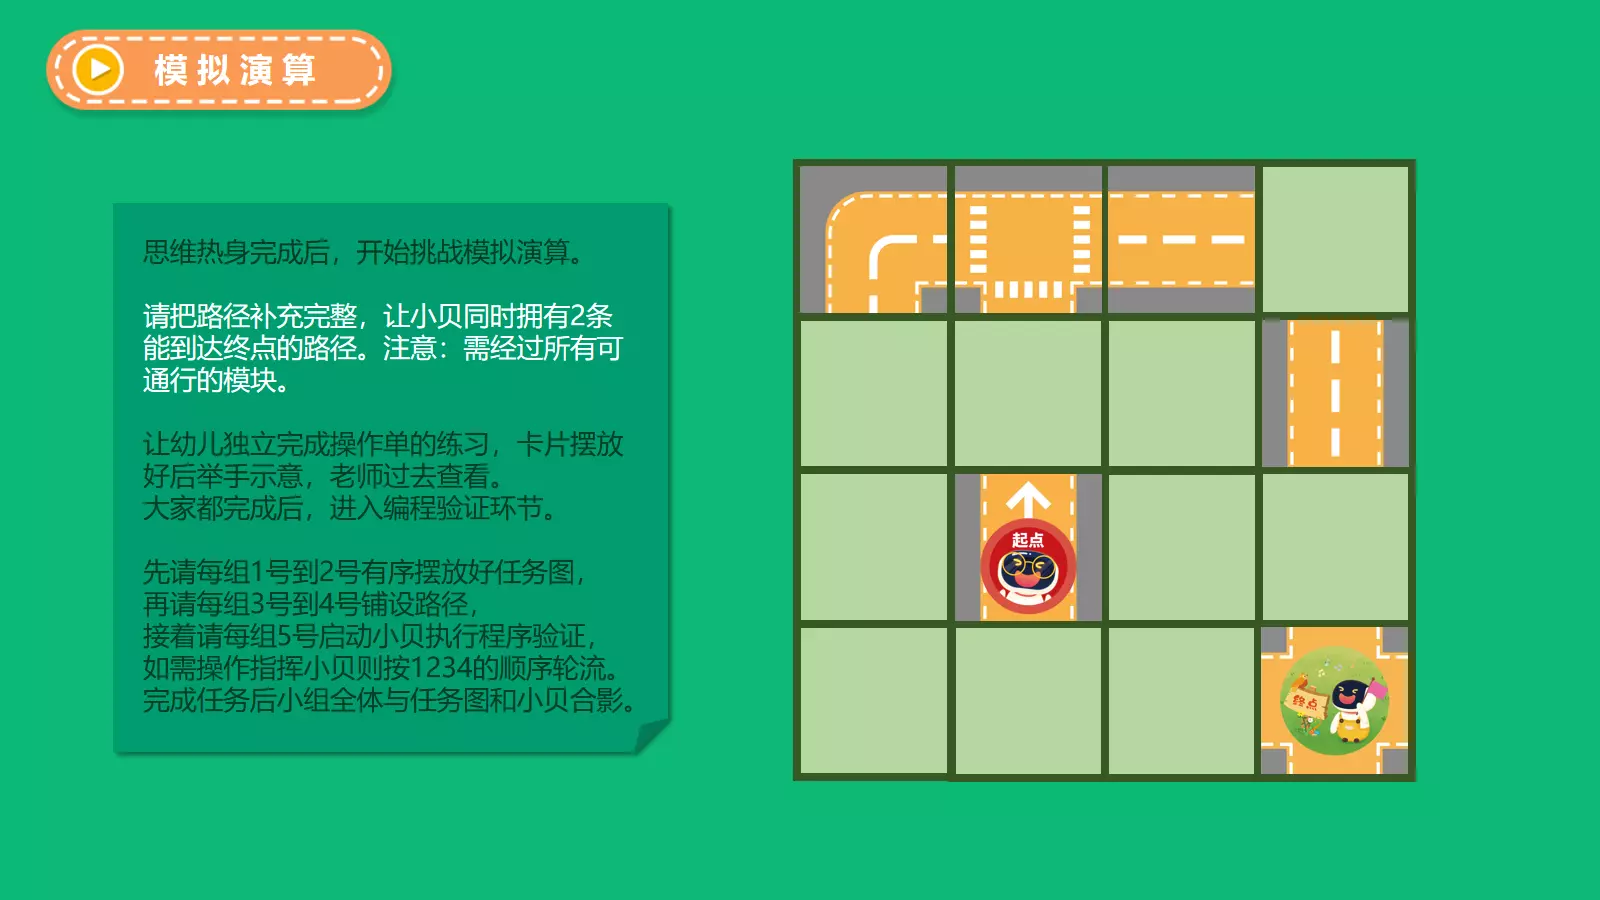 模拟演算
思维热身完成后，开始挑战模拟演算。
请把路径补充完整，让小贝同时拥有2条
能到达终点的路径。注意：需经过所有可
通行的模块。
让幼儿独立完成操作单的练习，卡片摆放
好后举手示意，老师过去查看。
大家都完成后，进入编程验证环节。
先请每组1号到2号有序摆放好任务图，
再请每组3号到4号铺设路径，
接着请每组5号启动小贝执行程序验证，
如需操作指挥小贝则按1234的顺序轮流。
完成任务后小组全体与任务图和小贝合影。
起点
终点